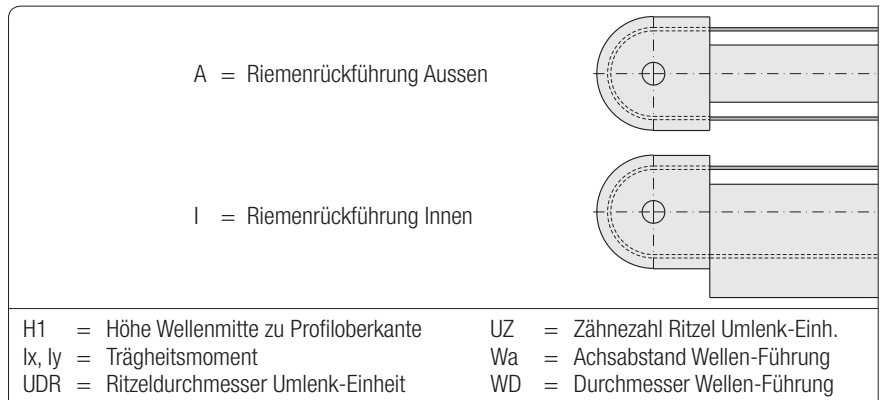 A = Riemenrückführung Aussen
I = Riemenrückführung Innen
H1 = Höhe Wellenmitte zu Profiloberkante
Ix, Iy = Trägheitsmoment
UDR = Ritzeldurchmesser Umlenk-Einheit
UZ = Zähnezahl Ritzel Umlenk-Einh.
Wa = Achsabstand Wellen-Führung
WD = Durchmesser Wellen-Führung